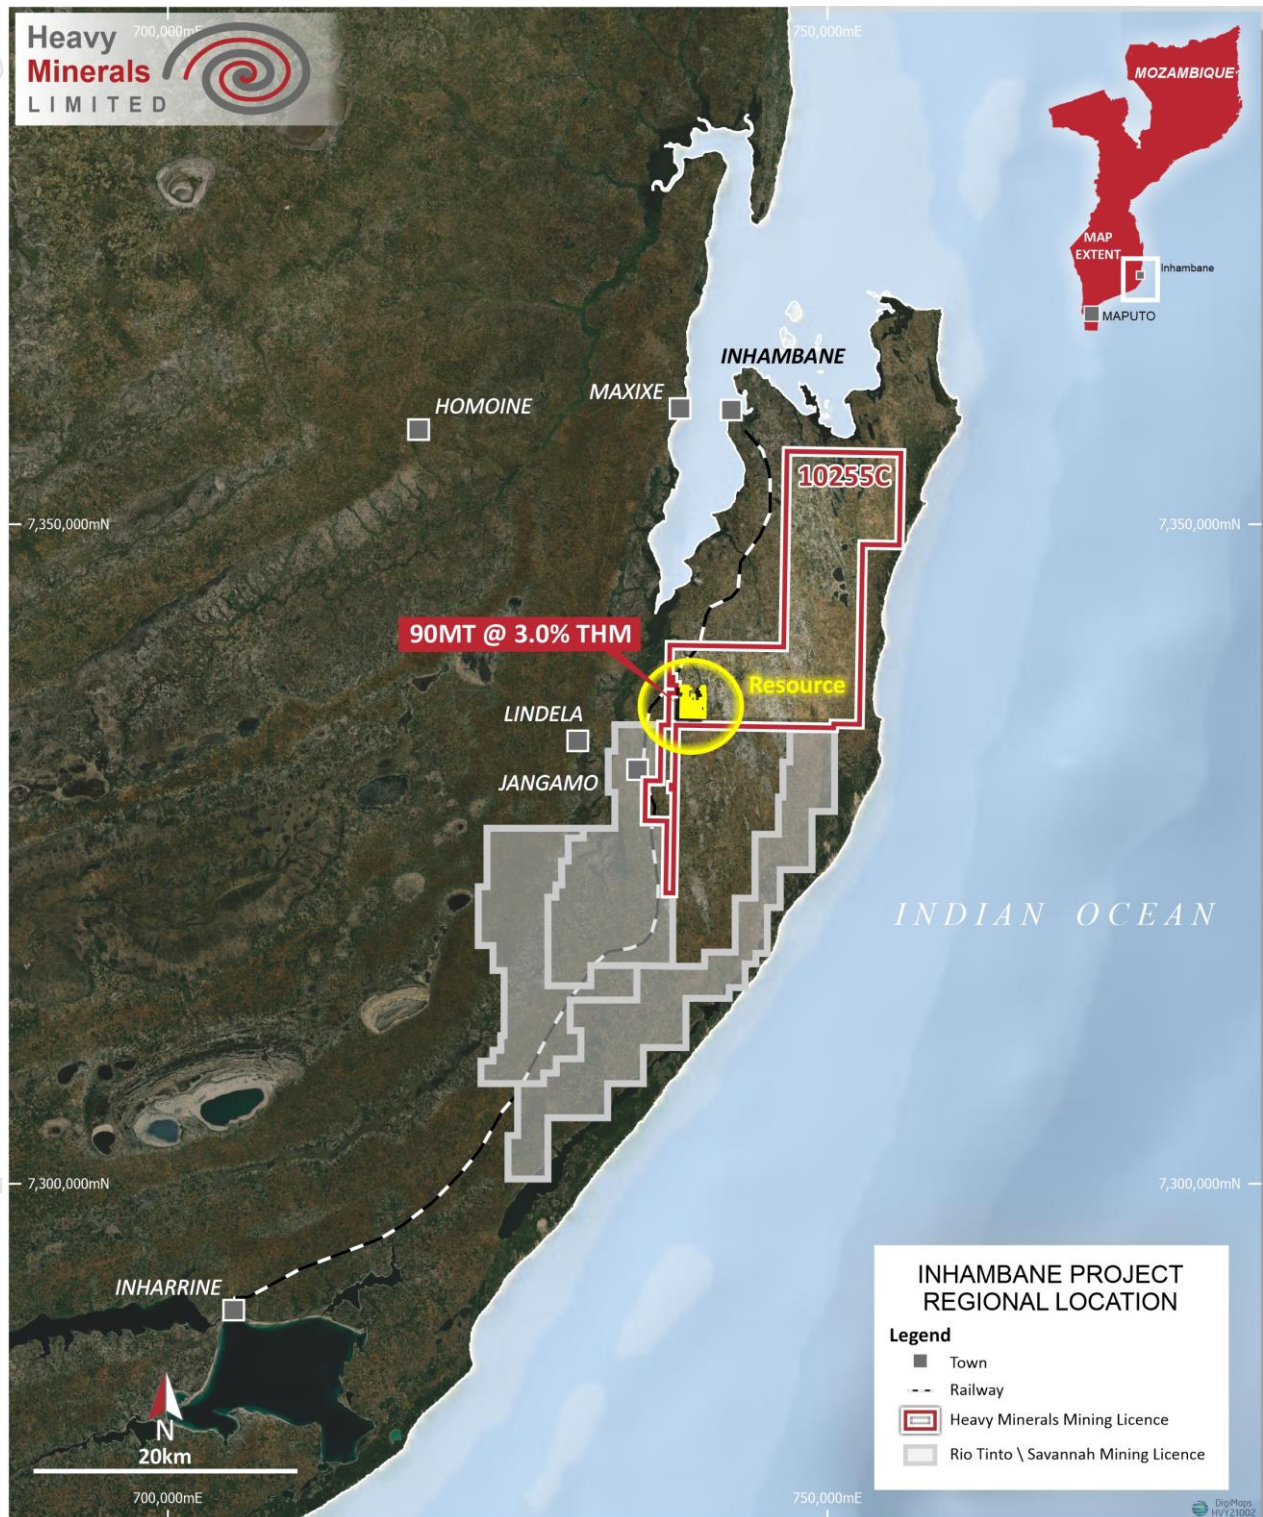 Heavy
Minerals
LIMITED
700,000mE
750,000mE
MOZAMBIQUE
MAP
EXTENT
Inhambane
MAPUTO
INHAMBANE
MAXIXE
HOMOINE
10255C
7,350,000mN
7,350,000mN
90MT @ 3.0% THM
Resource
LINDELA
JANGAMO
INDIAN OCEAN
7,300,000mN
INHARRINE
N
20km
700,000mE
750,000mE
INHAMBANE PROJECT
REGIONAL LOCATION
Legend
Town
Railway
Heavy Minerals Mining Licence
Rio Tinto \ Savannah Mining Licence
7,300,000mN
DigiMaps
HVY21002